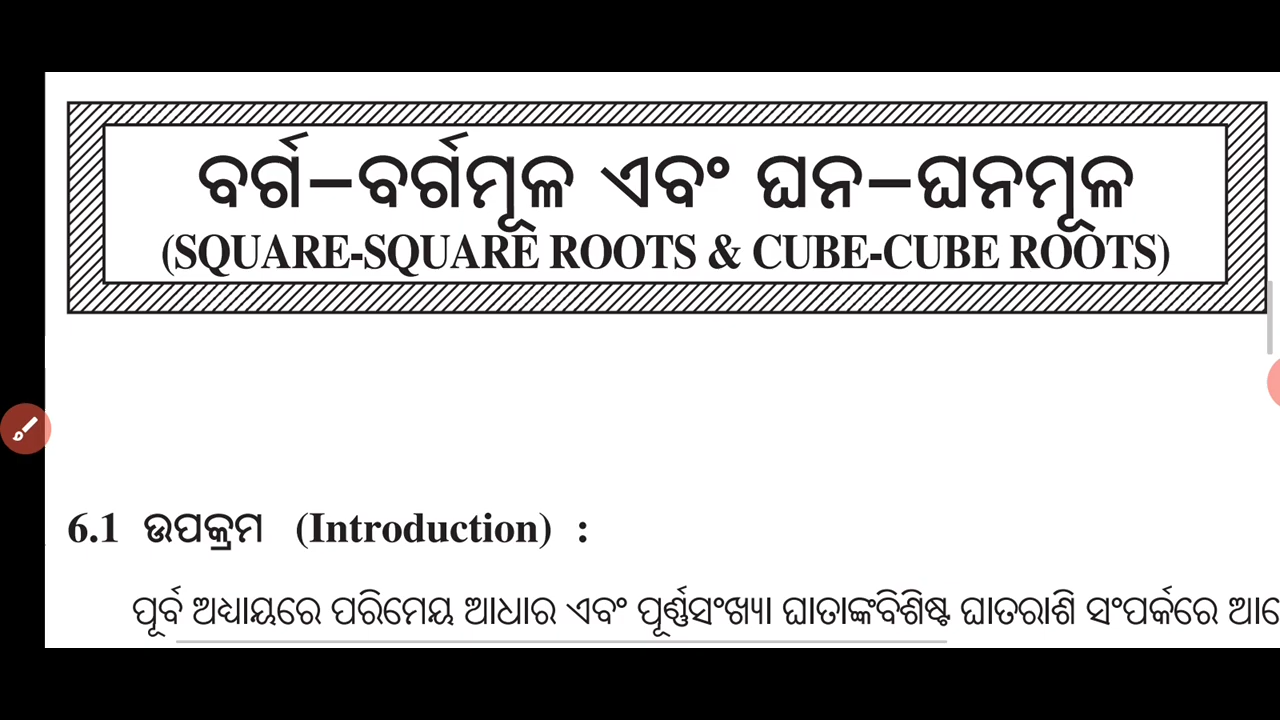 ବର୍ଗ–ବର୍ଗମୂଳ ଏବଂ ଘନ–ଘନମୂଳ
(SQUARE-SQUARE ROOTS & CUBE-CUBE ROOTS)
6.1 ଉପକ୍ରମ (Introduction) :
ପୂର୍ବ ଅଧ୍ୟାୟରେ ପରିମେୟ ଆଧାର ଏବଂ ପୂର୍ଣ୍ଣସଂଖ୍ୟା ଘାତାଙ୍କବିଶିଷ୍ଟ ଘାତରାଶି ସଂପର୍କରେ